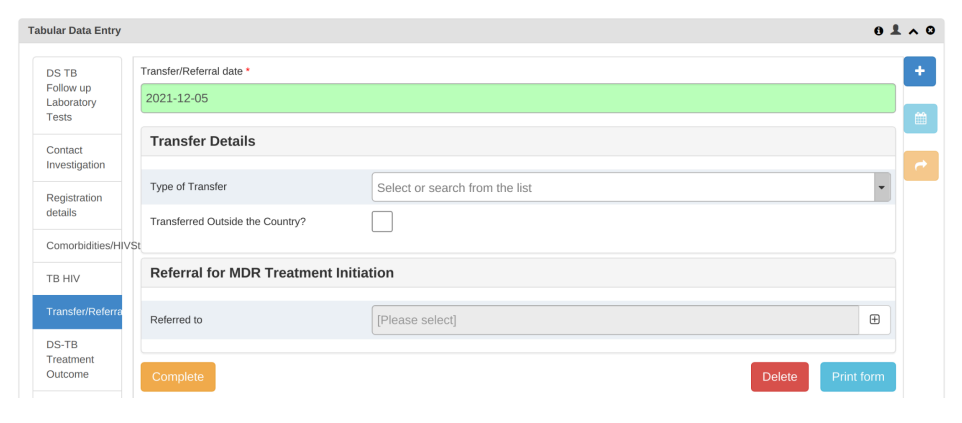 Tabular Data Entry
DS TB
Follow up
Laboratory
Tests
Contact
Investigation
Registration
details
Comorbidities/HIVSt
TB HIV
Transfer/Referra
DS-TB
Treatment
Outcome
Transfer/Referral date *
2021-12-05
Transfer Details
Type of Transfer
Select or search from the list
Transferred Outside the Country?
Referral for MDR Treatment Initiation
Referred to
[Please select]
Complete
Delete
Print form